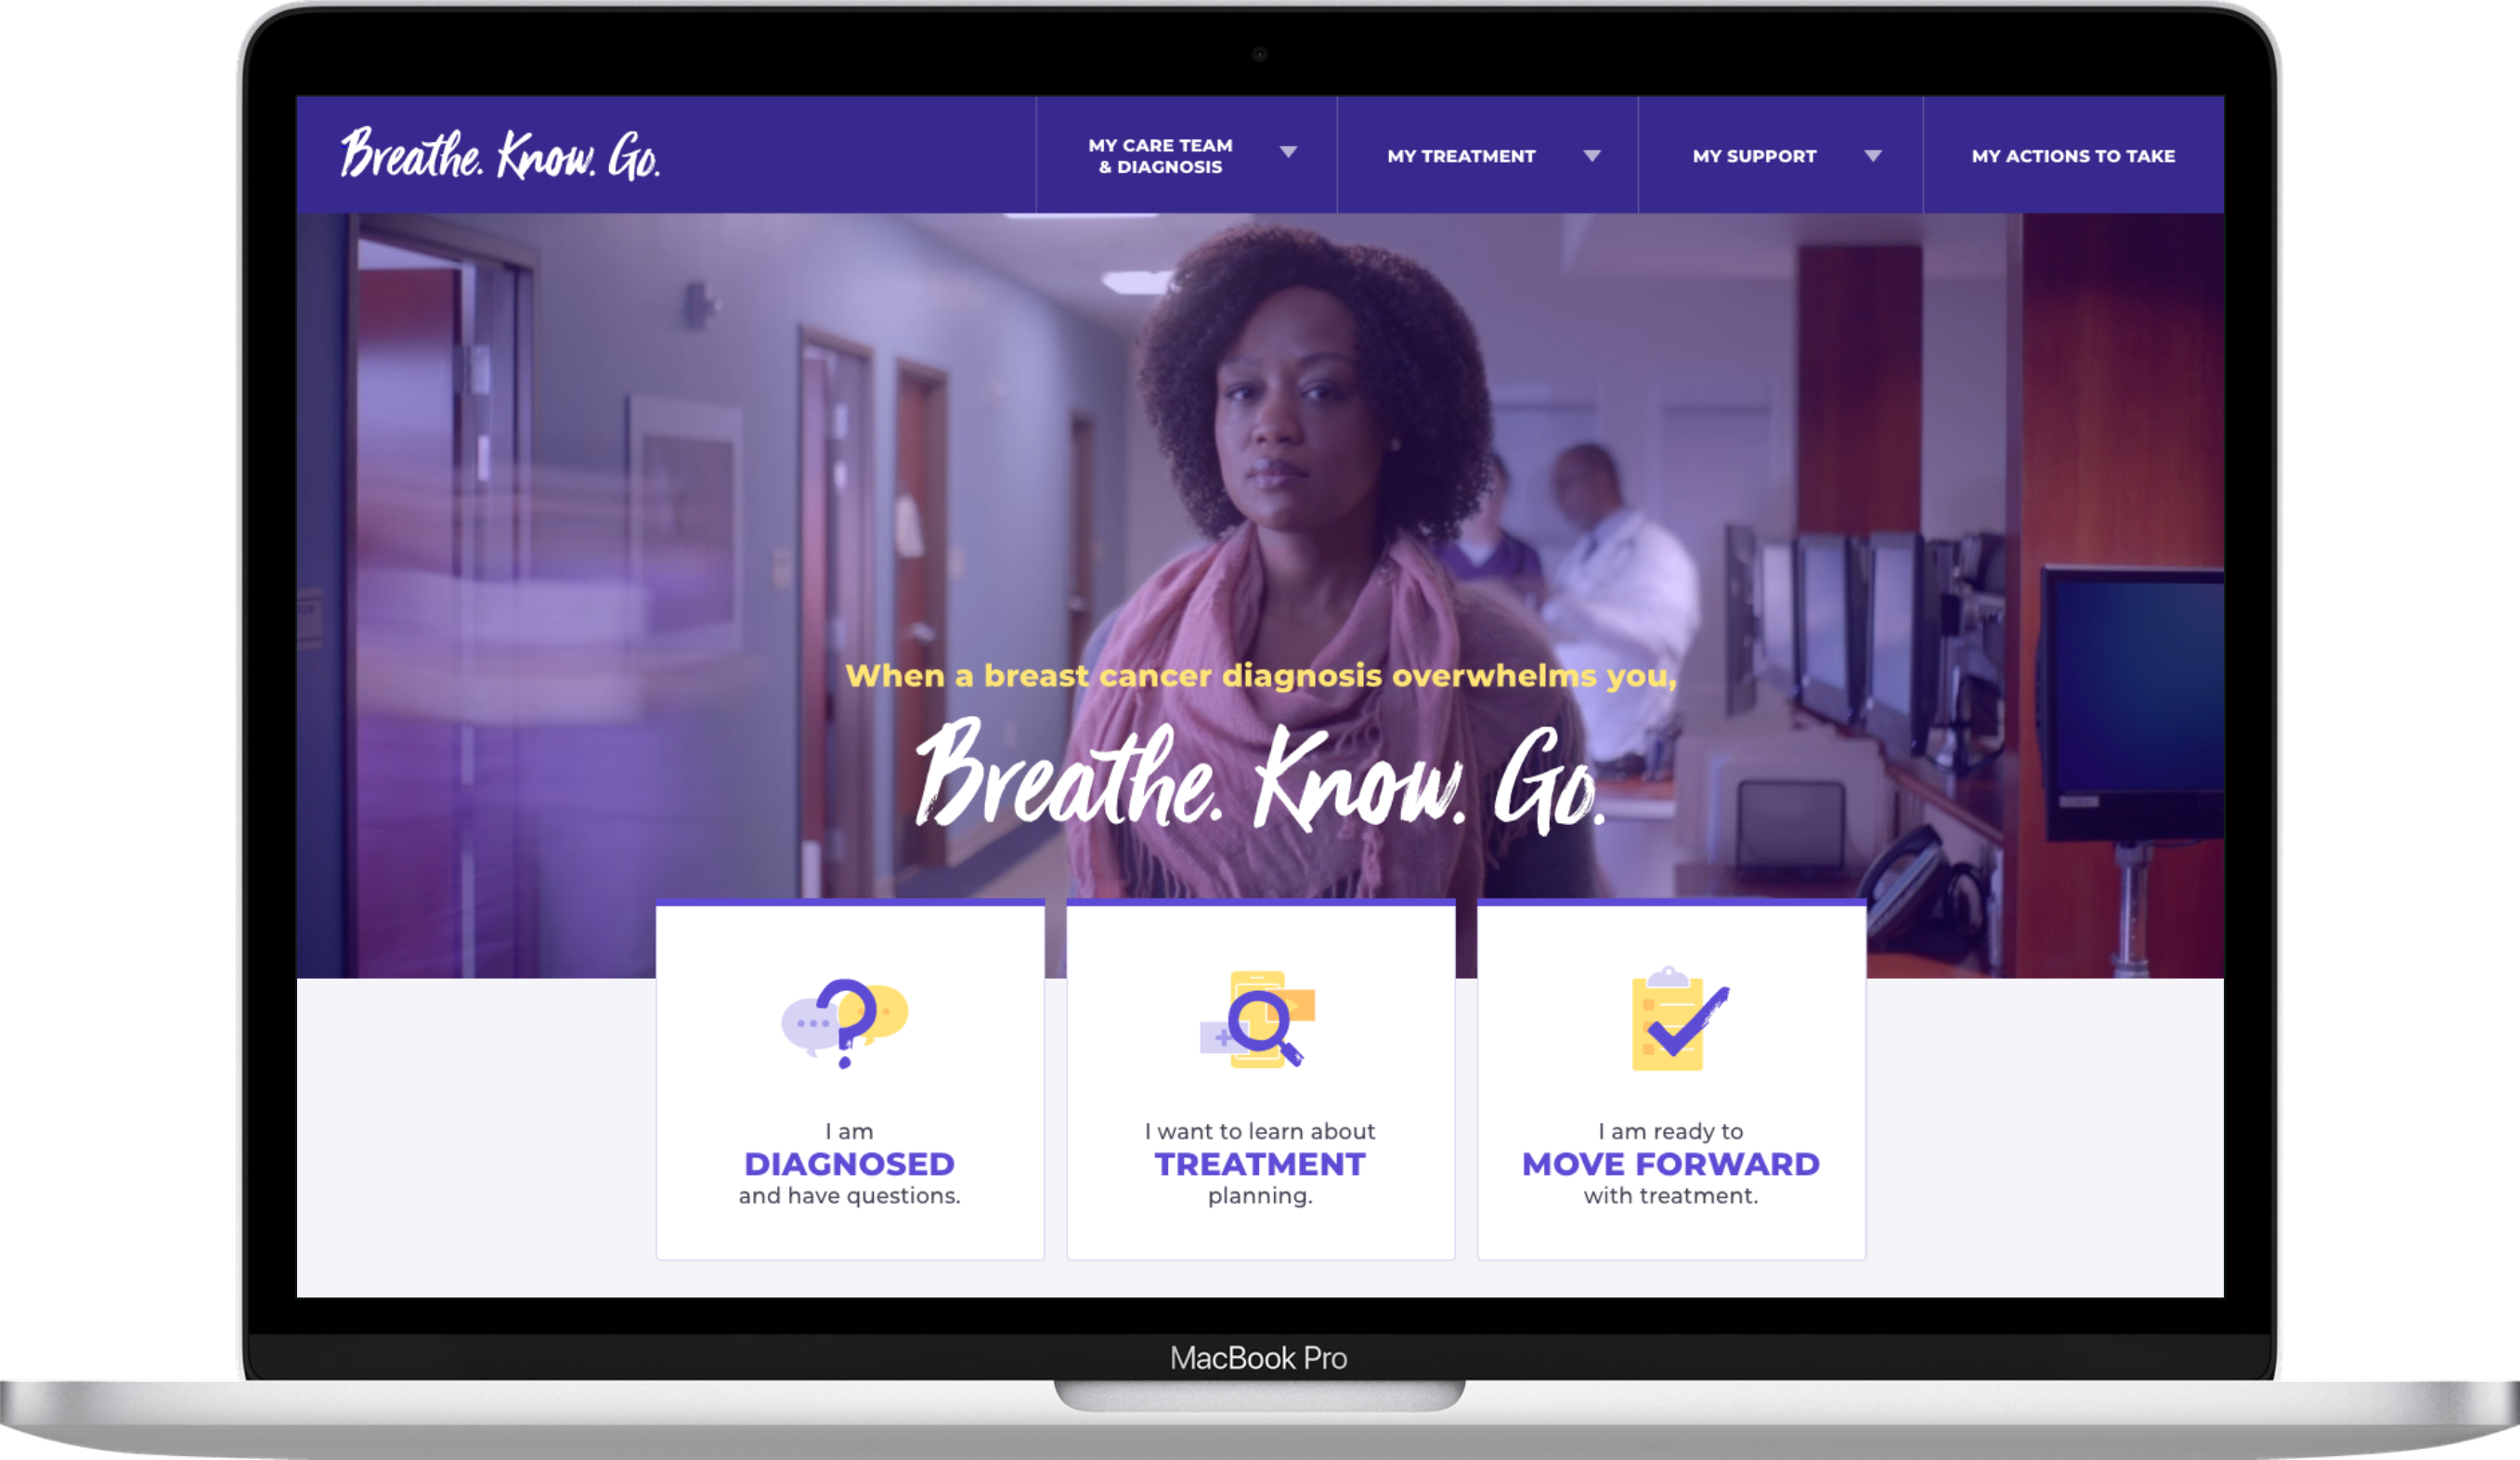 Breathe. Know. Go.
MY CARE TEAM
& DIAGNOSIS
MY TREATMENT
MY SUPPORT
MY ACTIONS TO TAKE
When a breast cancer diagnosis overwhelms you,
Breathe. Know. Go.
I am
DIAGNOSED
and have questions.
I want to learn about
TREATMENT
planning.
I am ready to
MOVE FORWARD
with treatment.
MacBook Pro